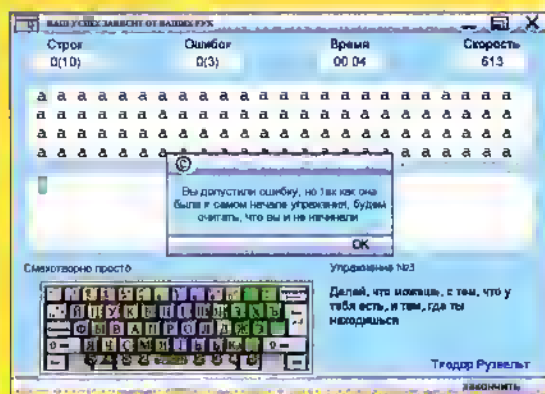 ВАШ УСПЕХ ЗАВИСИТ ОТ ВАШИХ РУК
Строк Ошибок Время Скорость
0(10) 0(3) 00:04 613
а а а а а а а а а а а а а а а а а а а а а а а а
а а а а а а а а а а а а а а а а а а а а а а а а
а а а а а а а а а а а а а а а а а а а а а а а а
а а а а а а а а а а а а а а а а а а а а а а а а
©
Вы допустили ошибку, но так как она
была в самом начале упражнения, будем
считать, что вы и не начинали
OK
Смехотворно просто
Упражнение №3
Й Ц У К Е Н Г Ш Щ З Х Ъ
Ф Ы В А П Р О Л Д Ж Э
Я Ч С М И Т Ь Б Ю
Делай, что можешь, с тем, что у
тебя есть, и там, где ты
находишься
Теодор Рузвельт
закончить